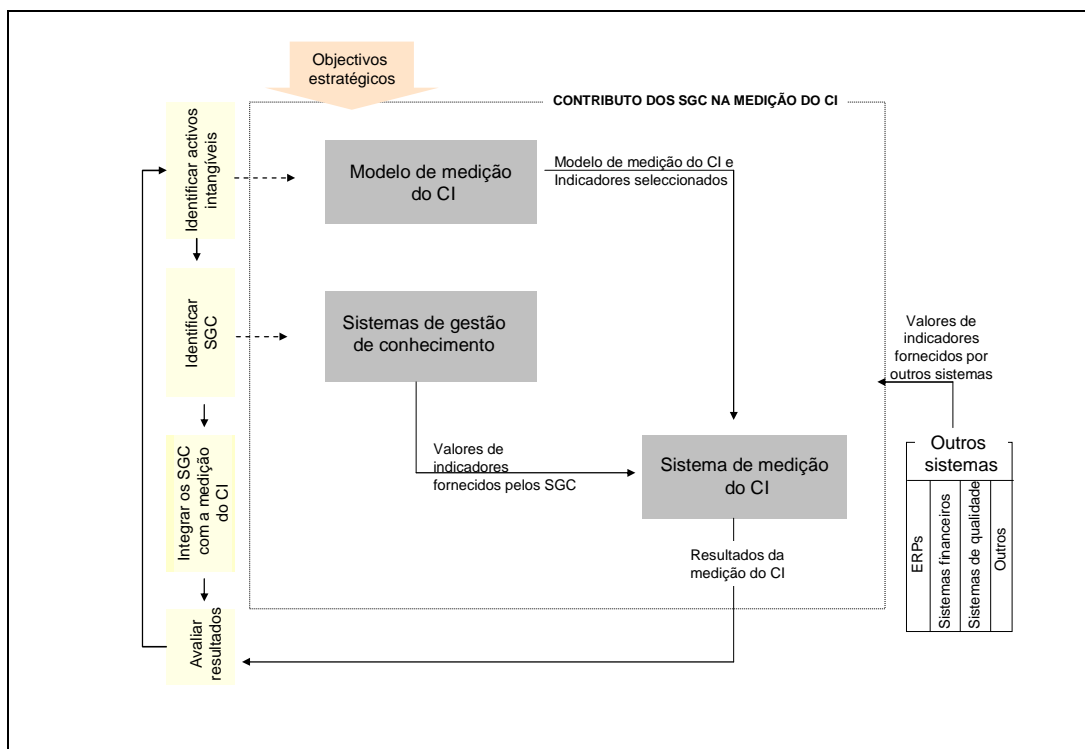 Objectivos
estratégicos
CONTRIBUTO DOS SGC NA MEDIÇÃO DO CI
Identificar activos
intangíveis
Modelo de medição
do CI
Modelo de medição do CI e
Indicadores seleccionados
Identificar
SGC
Sistemas de gestão
de conhecimento
Valores de
indicadores
fornecidos por
outros sistemas
Integrar os SGC
com a medição
do CI
Valores de
indicadores
fornecidos pelos SGC
Sistema de medição
do CI
Outros
sistemas
ERPs
Sistemas financeiros
Sistemas de qualidade
Outros
Resultados da
medição do CI
Avaliar
resultados